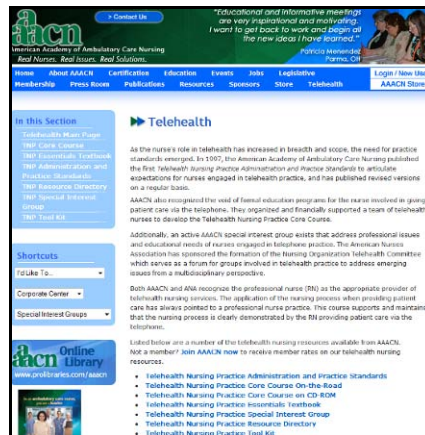 aacn
> Contact Us
"Educational and informative meetings
are very inspirational and motivating.
I want to get back to work and begin all
the new ideas I have learned."
Patricia Menendez
Parma, OH
American Academy of Ambulatory Care Nursing
Real Nurses. Real Issues. Real Solutions.
Home About AAACN Certification Education Events Jobs Legislative
Membership Press Room Publications Resources Sponsors Store Telehealth
Login / New User
AAACN Store
In this Section
Telehealth Main Page
TNP Core Course
TNP Essentials Textbook
TNP Administration and
Practice Standards
TNP Resource Directory
TNP Special Interest
Group
TNP Tool Kit
Shortcuts
I'd Like To...
Corporate Center
Special Interest Groups
aacn Online
Library
www.prolibraries.com/aaacn
Telehealth
As the nurse's role in telehealth has increased in breadth and scope, the need for practice
standards emerged. In 1997, the American Academy of Ambulatory Care Nursing published
the first Telehealth Nursing Practice Administration and Practice Standards to articulate
expectations for nurses engaged in telehealth practice, and has published revised versions
on a regular basis.
AAACN also recognized the void of formal education programs for the nurse involved in giving
patient care via the telephone. They organized and financially supported a team of telehealth
nurses to develop the Telehealth Nursing Practice Core Course.
Additionally, an active AAACN special interest group exists that address professional issues
and educational needs of nurses engaged in telephone practice. The American Nurses
Association has sponsored the formation of the Nursing Organization Telehealth Committee
which serves as a forum for groups involved in telehealth practice to address emerging
issues from a multidisciplinary perspective.
Both AAACN and ANA recognize the professional nurse (RN) as the appropriate provider of
telehealth nursing services. The application of the nursing process when providing patient
care has always pointed to a professional nurse practice. This course supports and maintains
that the nursing process is clearly demonstrated by the RN providing patient care via the
telephone.
Listed below are a number of the telehealth nursing resources available from AAACN.
Not a member? Join AAACN now to receive member rates on our telehealth nursing
resources.
Telehealth Nursing Practice Administration and Practice Standards
Telehealth Nursing Practice Core Course On-the-Road
Telehealth Nursing Practice Core Course on CD-ROM
Telehealth Nursing Practice Essentials Textbook
Telehealth Nursing Practice Special Interest Group
Telehealth Nursing Practice Resource Directory
Telehealth Nursing Practice Tool Kit